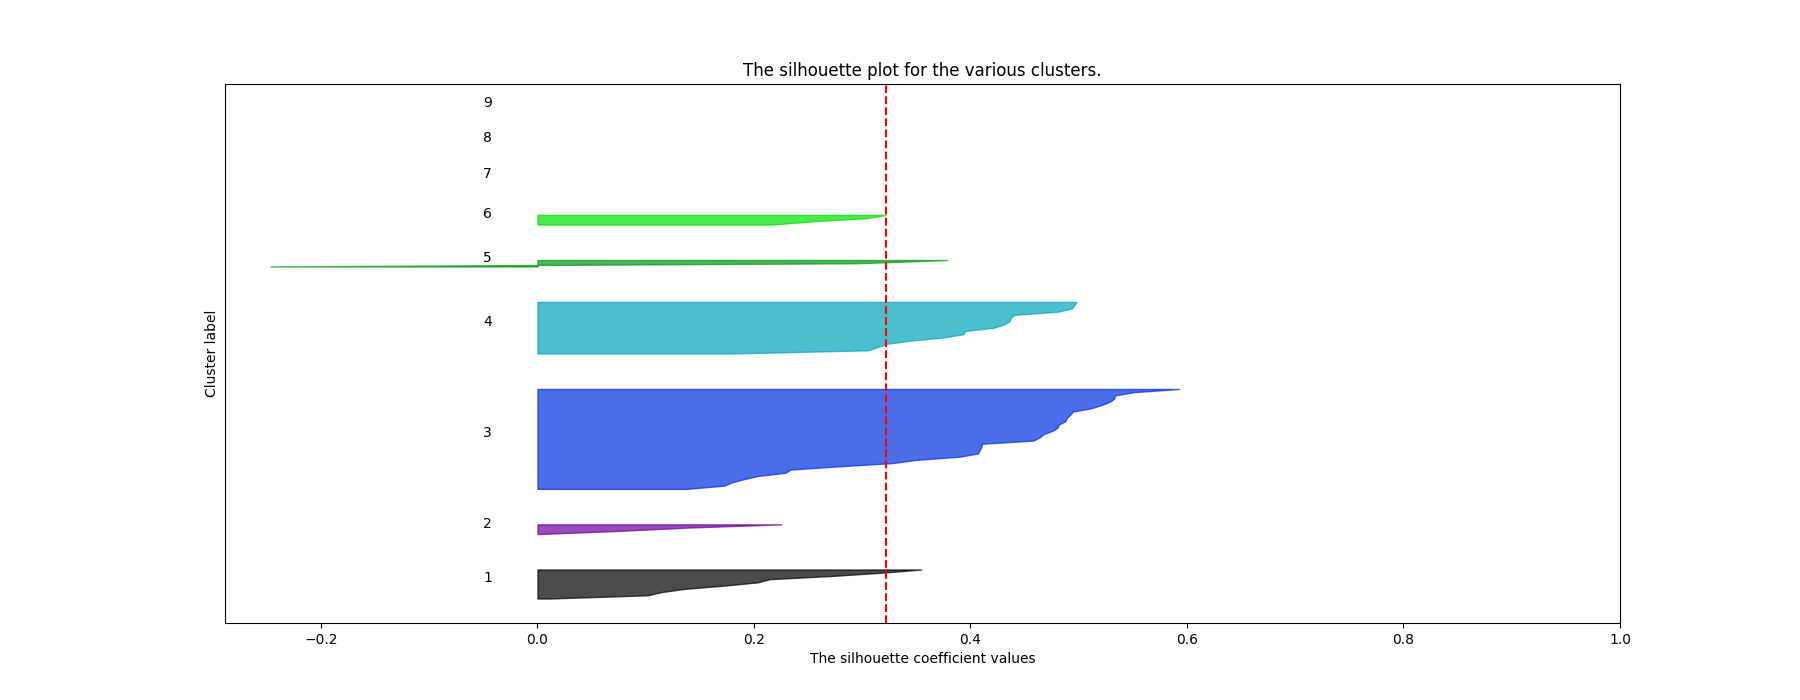 The silhouette plot for the various clusters.
9
8
7
6
5
4
3
2
1
Cluster label
−0.2 0.0 0.2 0.4 0.6 0.8 1.0
The silhouette coefficient values